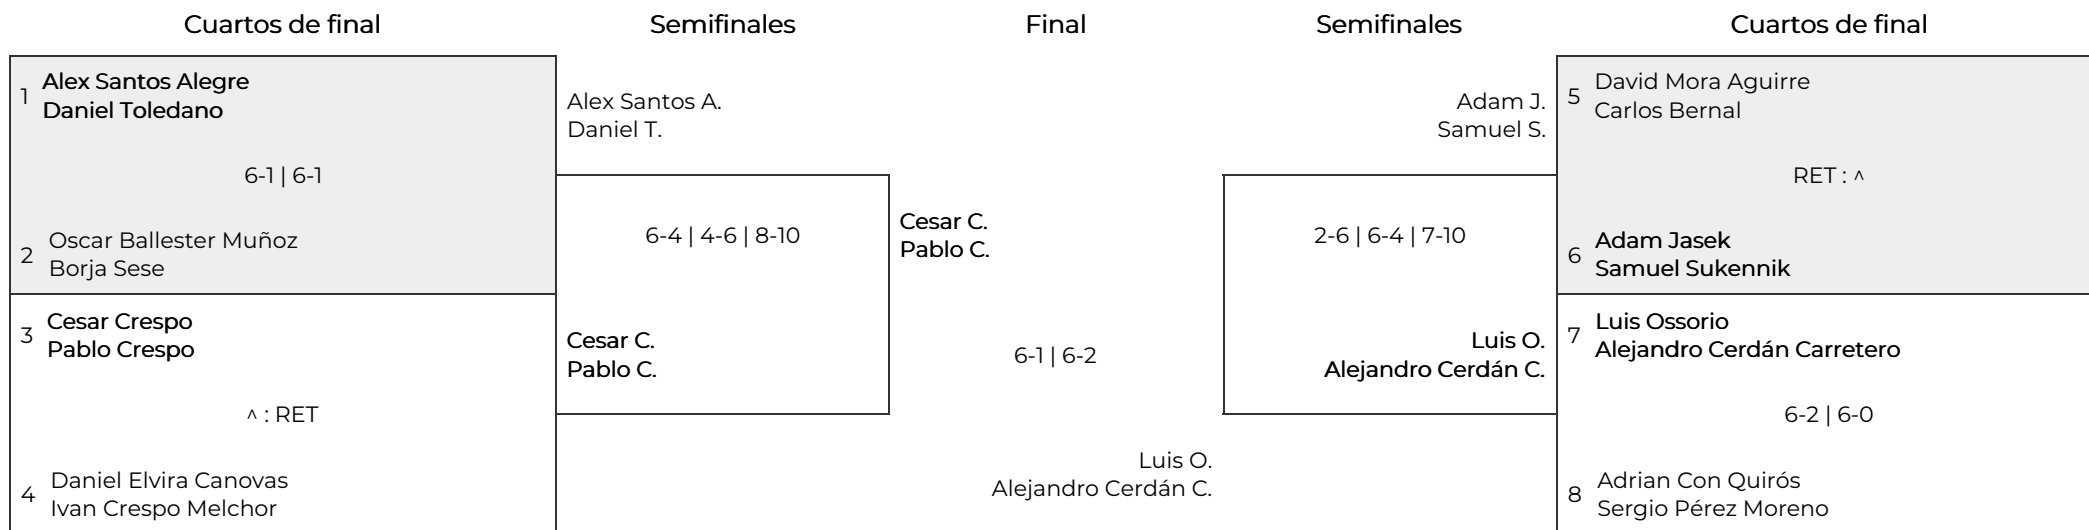 Cuartos de final
Semifinales
Final
Semifinales
Cuartos de final
1
Alex Santos Alegre
Daniel Toledano
6-1 | 6-1
2
Oscar Ballester Muñoz
Borja Sese
3
Cesar Crespo
Pablo Crespo
^ : RET
4
Daniel Elvira Canovas
Ivan Crespo Melchor
Alex Santos A.
Daniel T.
6-4 | 4-6 | 8-10
Cesar C.
Pablo C.
Cesar C.
Pablo C.
6-1 | 6-2
Luis O.
Alejandro Cerdán C.
Adam J.
Samuel S.
2-6 | 6-4 | 7-10
Luis O.
Alejandro Cerdán C.
5
David Mora Aguirre
Carlos Bernal
RET : ^
6
Adam Jasek
Samuel Sukennik
7
Luis Ossorio
Alejandro Cerdán Carretero
6-2 | 6-0
8
Adrian Con Quirós
Sergio Pérez Moreno